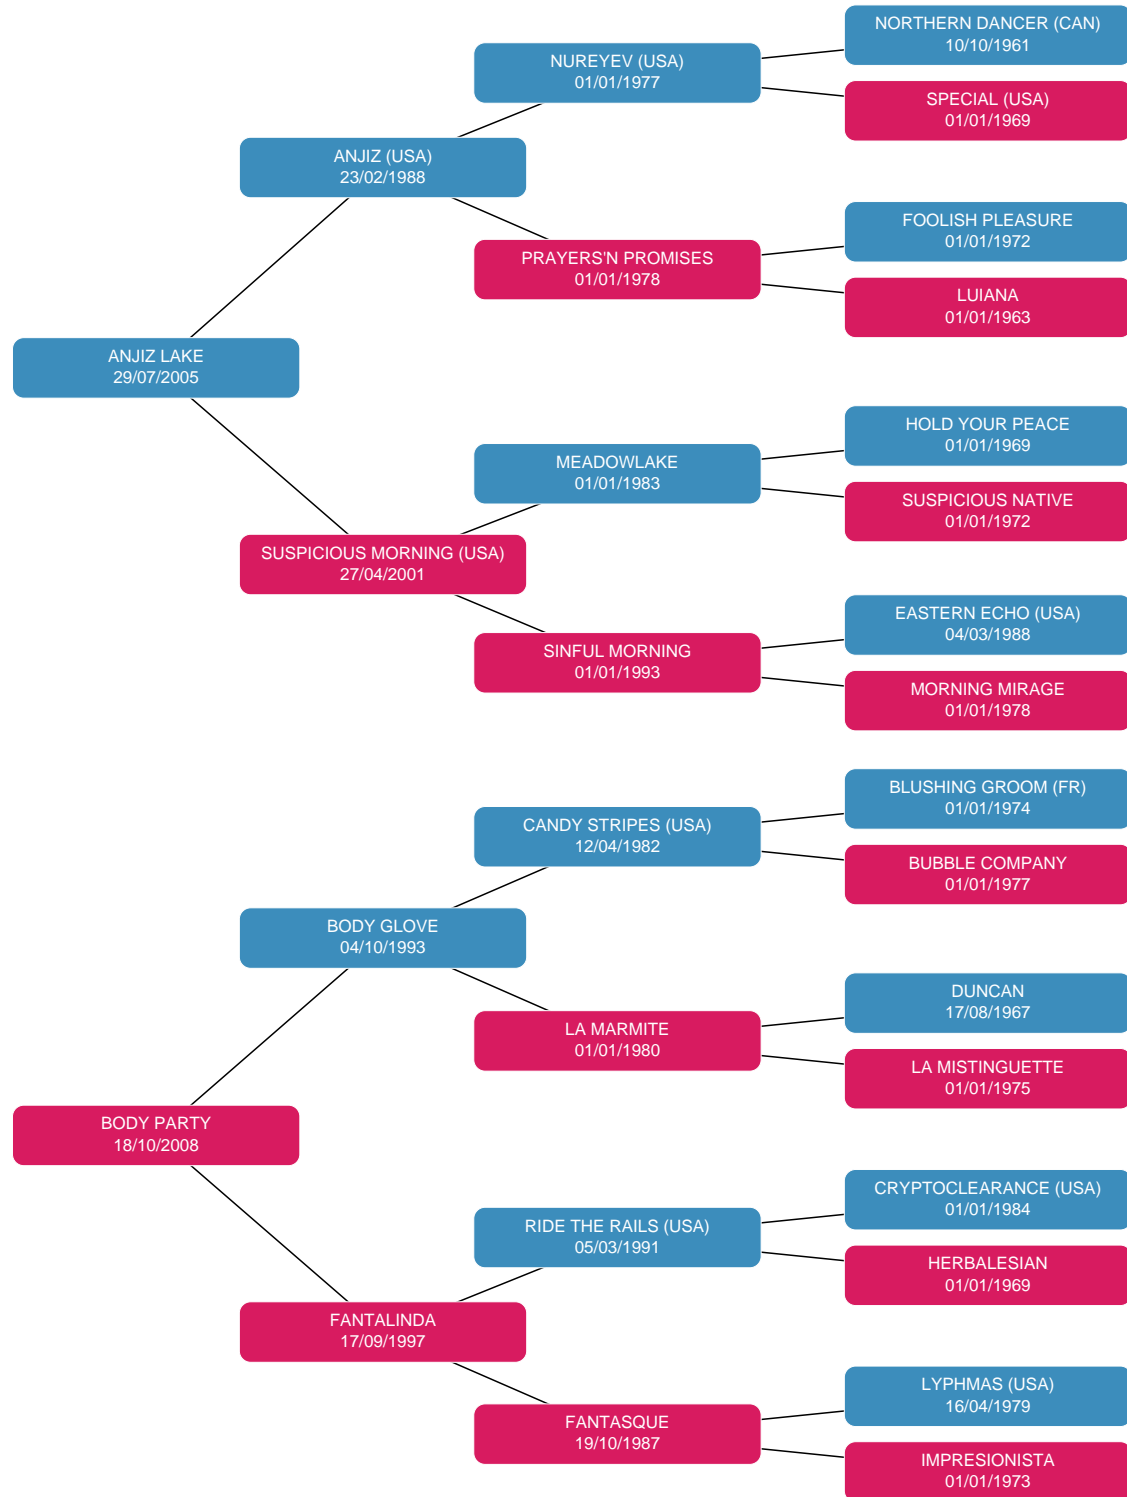 NORTHERN DANCER (CAN)
10/10/1961
NUREYEV (USA)
01/01/1977
SPECIAL (USA)
01/01/1969
ANJIZ (USA)
23/02/1988
FOOLISH PLEASURE
01/01/1972
PRAYERS'N PROMISES
01/01/1978
LUIANA
01/01/1963
ANJIZ LAKE
29/07/2005
HOLD YOUR PEACE
01/01/1969
MEADOWLAKE
01/01/1983
SUSPICIOUS NATIVE
01/01/1972
SUSPICIOUS MORNING (USA)
27/04/2001
EASTERN ECHO (USA)
04/03/1988
SINFUL MORNING
01/01/1993
MORNING MIRAGE
01/01/1978
BLUSHING GROOM (FR)
01/01/1974
CANDY STRIPES (USA)
12/04/1982
BUBBLE COMPANY
01/01/1977
BODY GLOVE
04/10/1993
DUNCAN
17/08/1967
LA MARMITE
01/01/1980
LA MISTINGUETTE
01/01/1975
BODY PARTY
18/10/2008
CRYPTOCLEARANCE (USA)
01/01/1984
RIDE THE RAILS (USA)
05/03/1991
HERBALESIAN
01/01/1969
FANTALINDA
17/09/1997
LYPHMAS (USA)
16/04/1979
FANTASQUE
19/10/1987
IMPRESIONISTA
01/01/1973